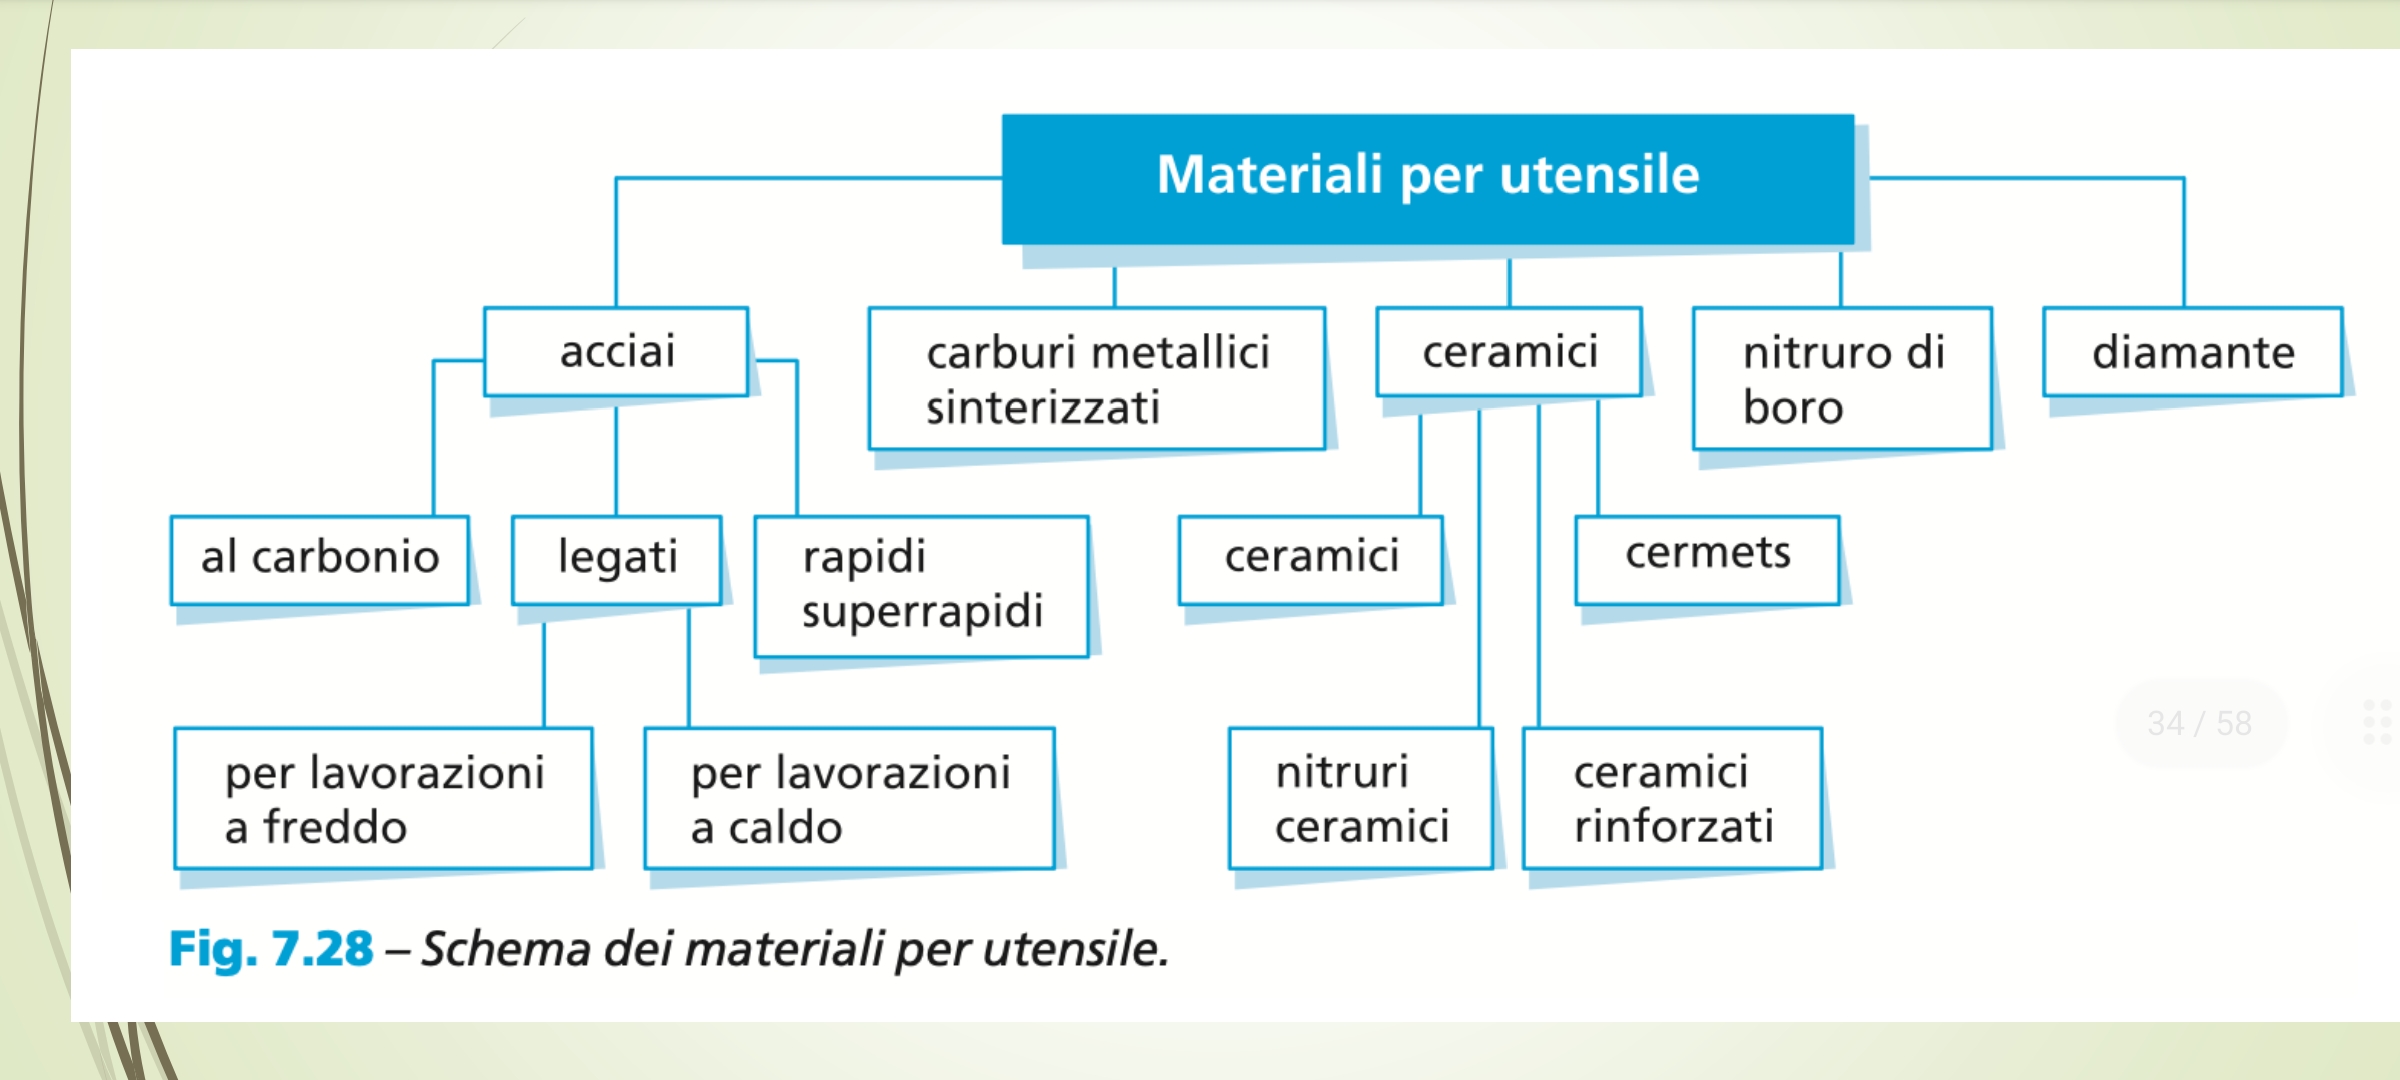 Materiali per utensile
acciai
carburi metallici
sinterizzati
ceramici
nitruro di
boro
diamante
al carbonio
legati
rapidi
superrapidi
ceramici
cermets
per lavorazioni
a freddo
per lavorazioni
a caldo
nitruri
ceramici
ceramici
rinforzati
34 / 58
Fig. 7.28 – Schema dei materiali per utensile.